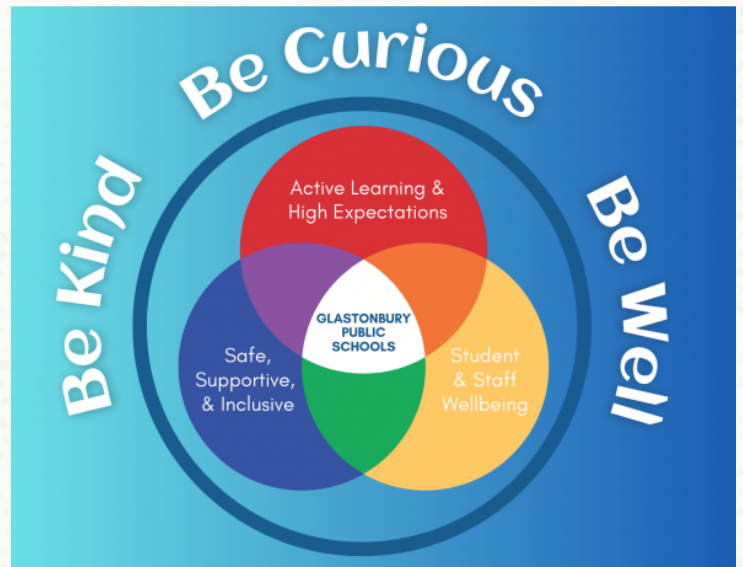 Be Curious
Be Kind
Be Well
Active Learning &
High Expectations
GLASTONBURY
PUBLIC
SCHOOLS
Safe,
Supportive,
& Inclusive
Student
& Staff
Wellbeing